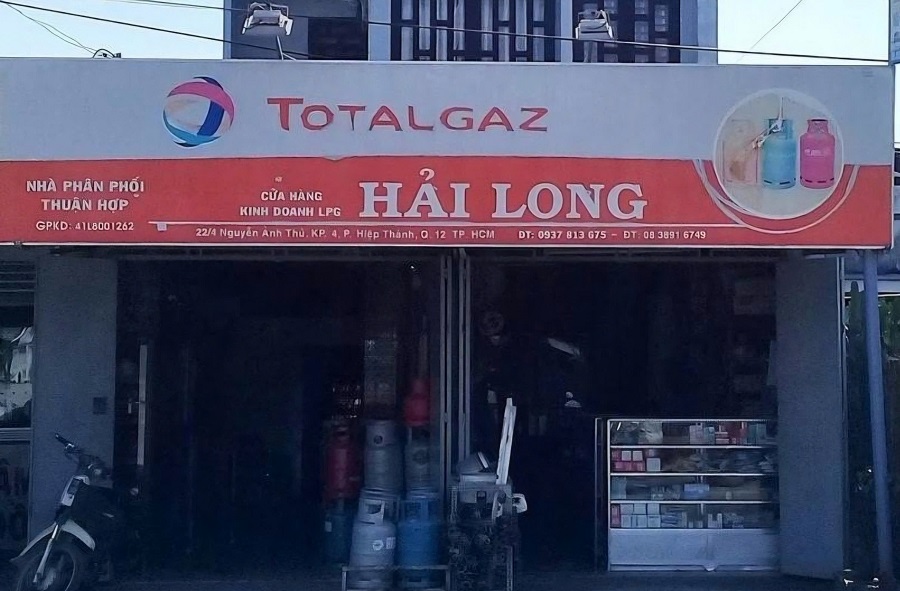 TOTALGAZ
NHÀ PHÂN PHỐI
THUẬN HỢP
GPKD: 41L8001262
CỬA HÀNG
KINH DOANH LPG
HẢI LONG
22/4 Nguyễn Ảnh Thủ, KP. 4, P. Hiệp Thành, Q. 12 TP. HCM ĐT: 0937 813 675 - ĐT: 08 3891 6749